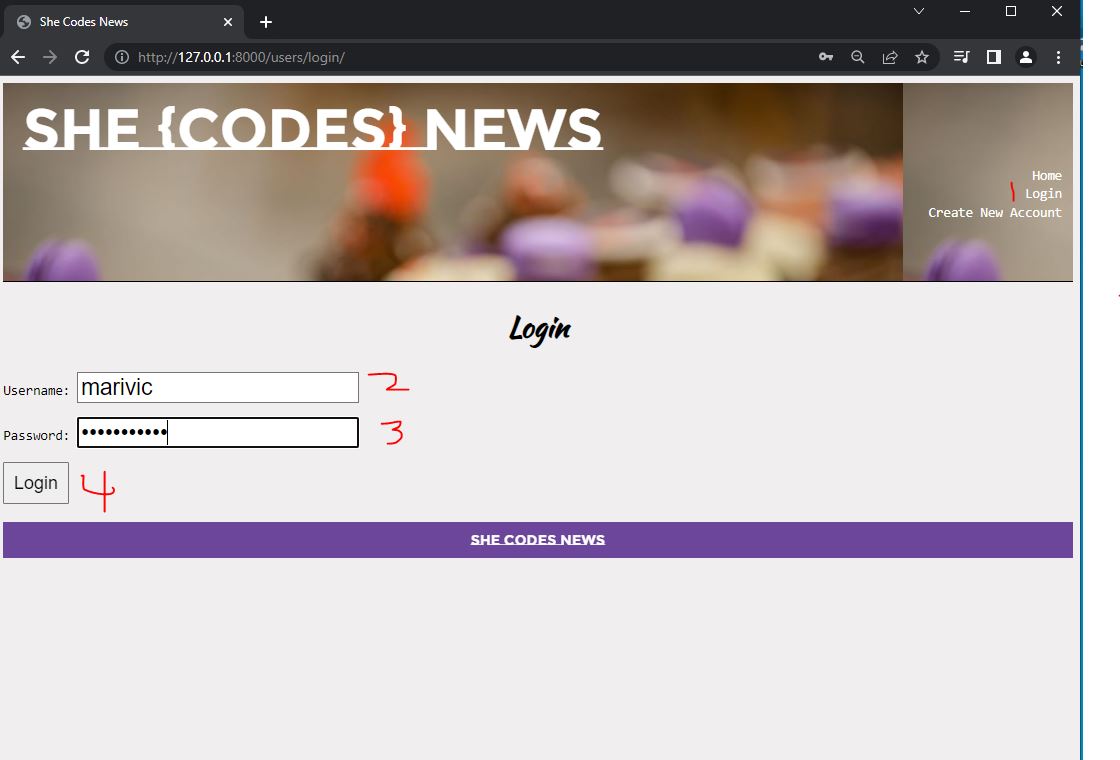 She Codes News
http://127.0.0.1:8000/users/login/
SHE {CODES} NEWS
Home
1 Login
Create New Account
Login
Username: marivic 2
Password: ••••••••••• 3
Login 4
SHE CODES NEWS